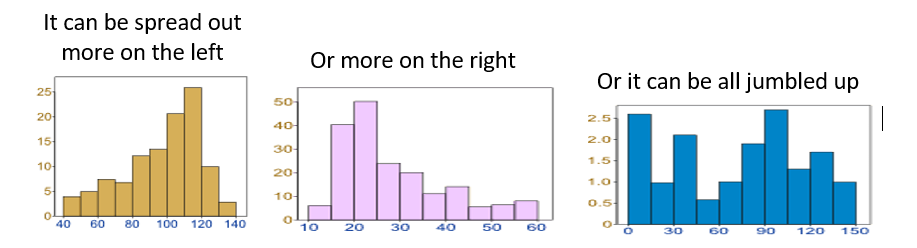 It can be spread out
more on the left
Or more on the right
Or it can be all jumbled up
25
20
15
10
5
0
40 60 80 100 120 140
50
40
30
20
10
0
10 20 30 40 50 60
2.5
2.0
1.5
1.0
0.5
0
0 30 60 90 120 150